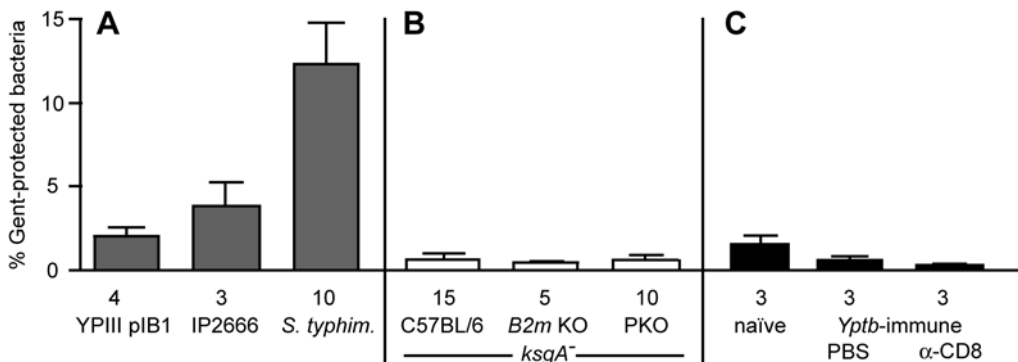 % Gent-protected bacteria
15
10
5
0
A
B
C
4 3 10 15 5 10 3 3 3
YPIII pIB1 IP2666 S. typhim. C57BL/6 B2m KO PKO naïve Yptb-immune
ksgA⁻ PBS α-CD8